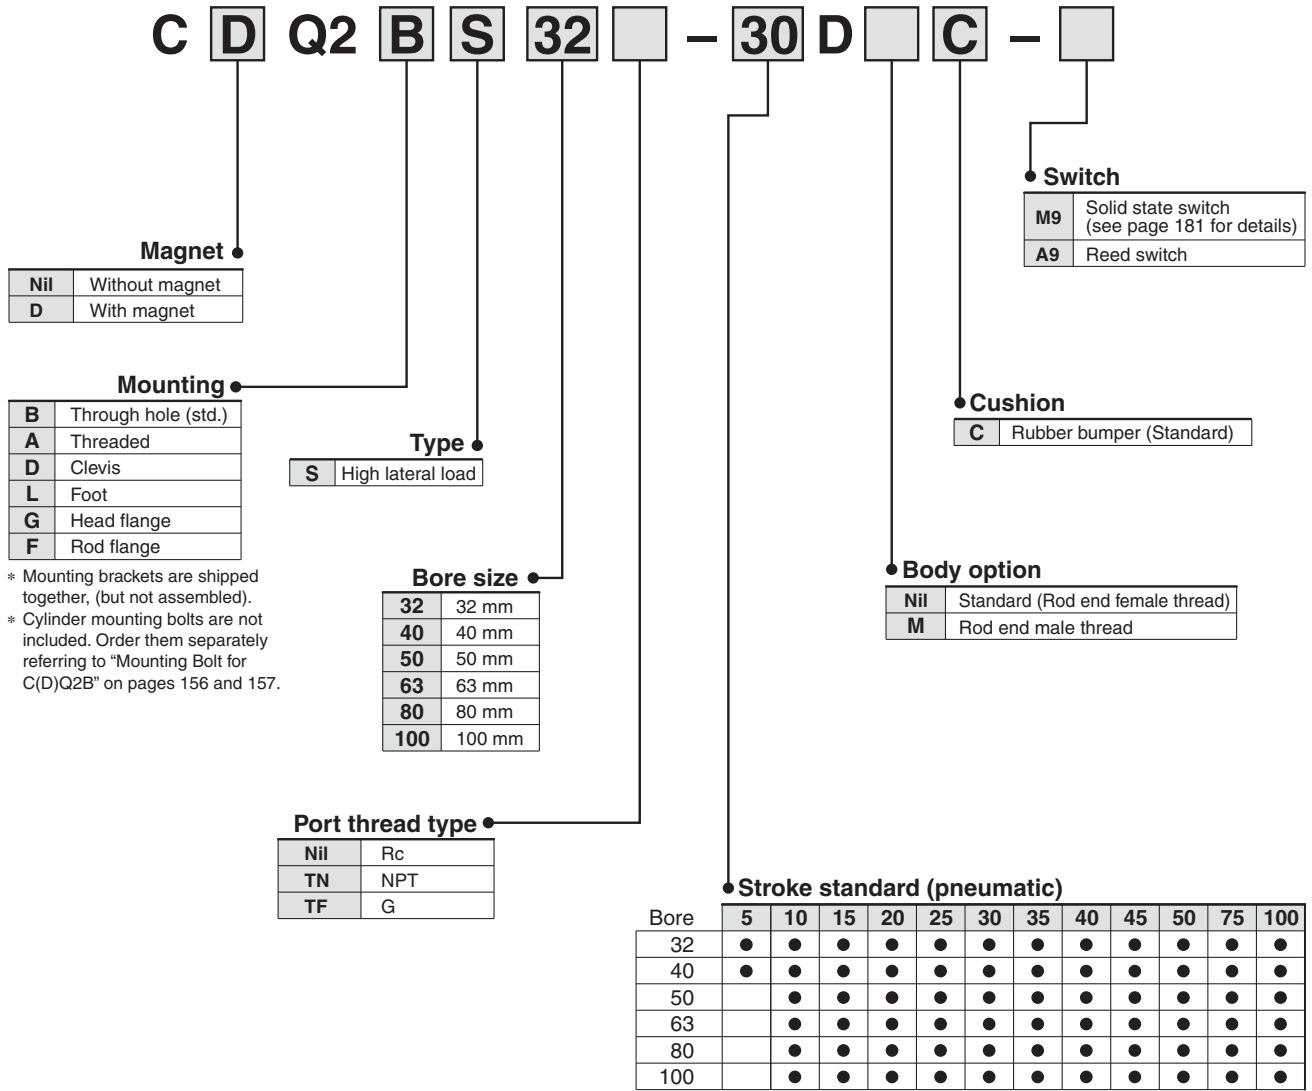 C D Q2 B S 32 – 30 D C –
Switch
M9 Solid state switch
(see page 181 for details)
A9 Reed switch
Magnet
Nil Without magnet
D With magnet
Mounting
B Through hole (std.)
A Threaded
D Clevis
L Foot
G Head flange
F Rod flange
* Mounting brackets are shipped
together, (but not assembled).
* Cylinder mounting bolts are not
included. Order them separately
referring to “Mounting Bolt for
C(D)Q2B” on pages 156 and 157.
Type
S High lateral load
Cushion
C Rubber bumper (Standard)
Bore size
32 32 mm
40 40 mm
50 50 mm
63 63 mm
80 80 mm
100 100 mm
Body option
Nil Standard (Rod end female thread)
M Rod end male thread
Port thread type
Nil Rc
TN NPT
TF G
Stroke standard (pneumatic)
Bore 5 10 15 20 25 30 35 40 45 50 75 100
32 ● ● ● ● ● ● ● ● ● ● ● ●
40 ● ● ● ● ● ● ● ● ● ● ● ●
50 ● ● ● ● ● ● ● ● ● ● ●
63 ● ● ● ● ● ● ● ● ● ● ●
80 ● ● ● ● ● ● ● ● ● ● ●
100 ● ● ● ● ● ● ● ● ● ● ●